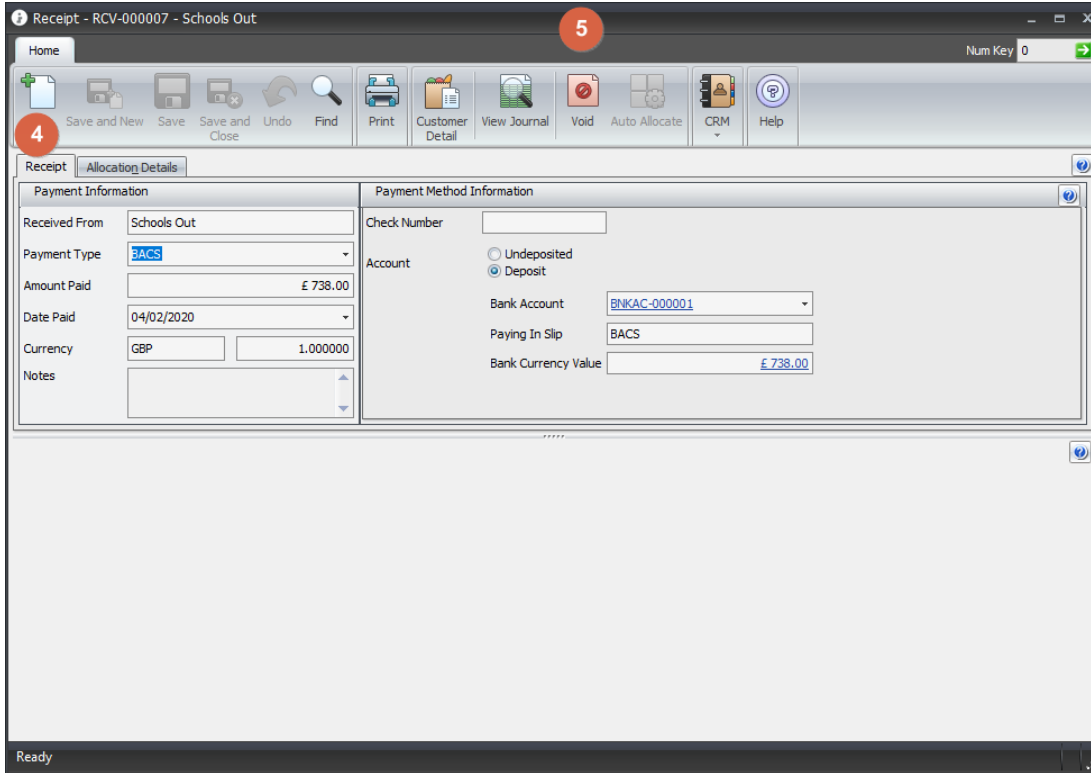 Receipt - RCV-000007 - Schools Out
5
Home
Num Key 0
Save and New
Save
Save and Close
Undo
Find
Print
Customer Detail
View Journal
Void
Auto Allocate
CRM
Help
4
Receipt
Allocation Details
Payment Information
Payment Method Information
Received From Schools Out
Check Number
Payment Type BACS
Account
Undeposited
Deposit
Amount Paid £ 738.00
Bank Account BNKAC-000001
Date Paid 04/02/2020
Paying In Slip BACS
Currency GBP 1.000000
Bank Currency Value £ 738.00
Notes
Ready